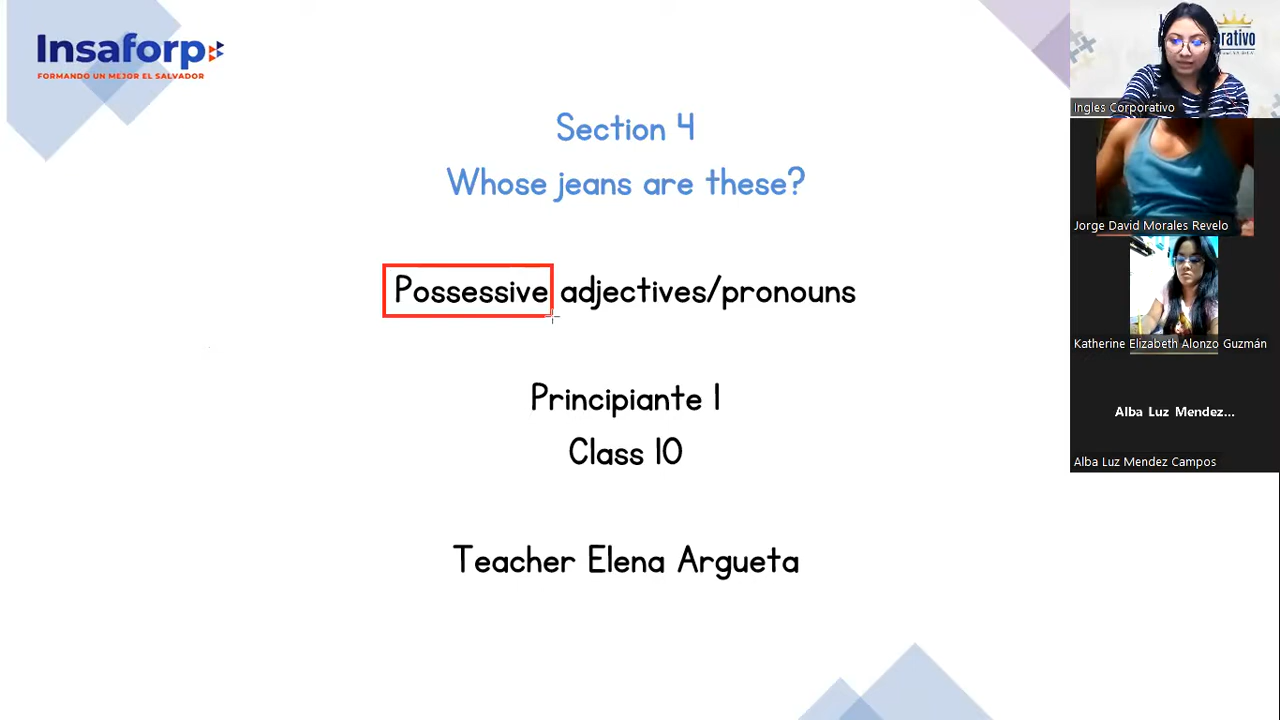 Insaforp
FORMANDO UN MEJOR EL SALVADOR
Section 4
Whose jeans are these?
Possessive adjectives/pronouns
Principiante 1
Class 10
Teacher Elena Argueta
Ingles Corporativo
Jorge David Morales Revelo
Katherine Elizabeth Alonzo Guzmán
Alba Luz Mendez...
Alba Luz Mendez Campos